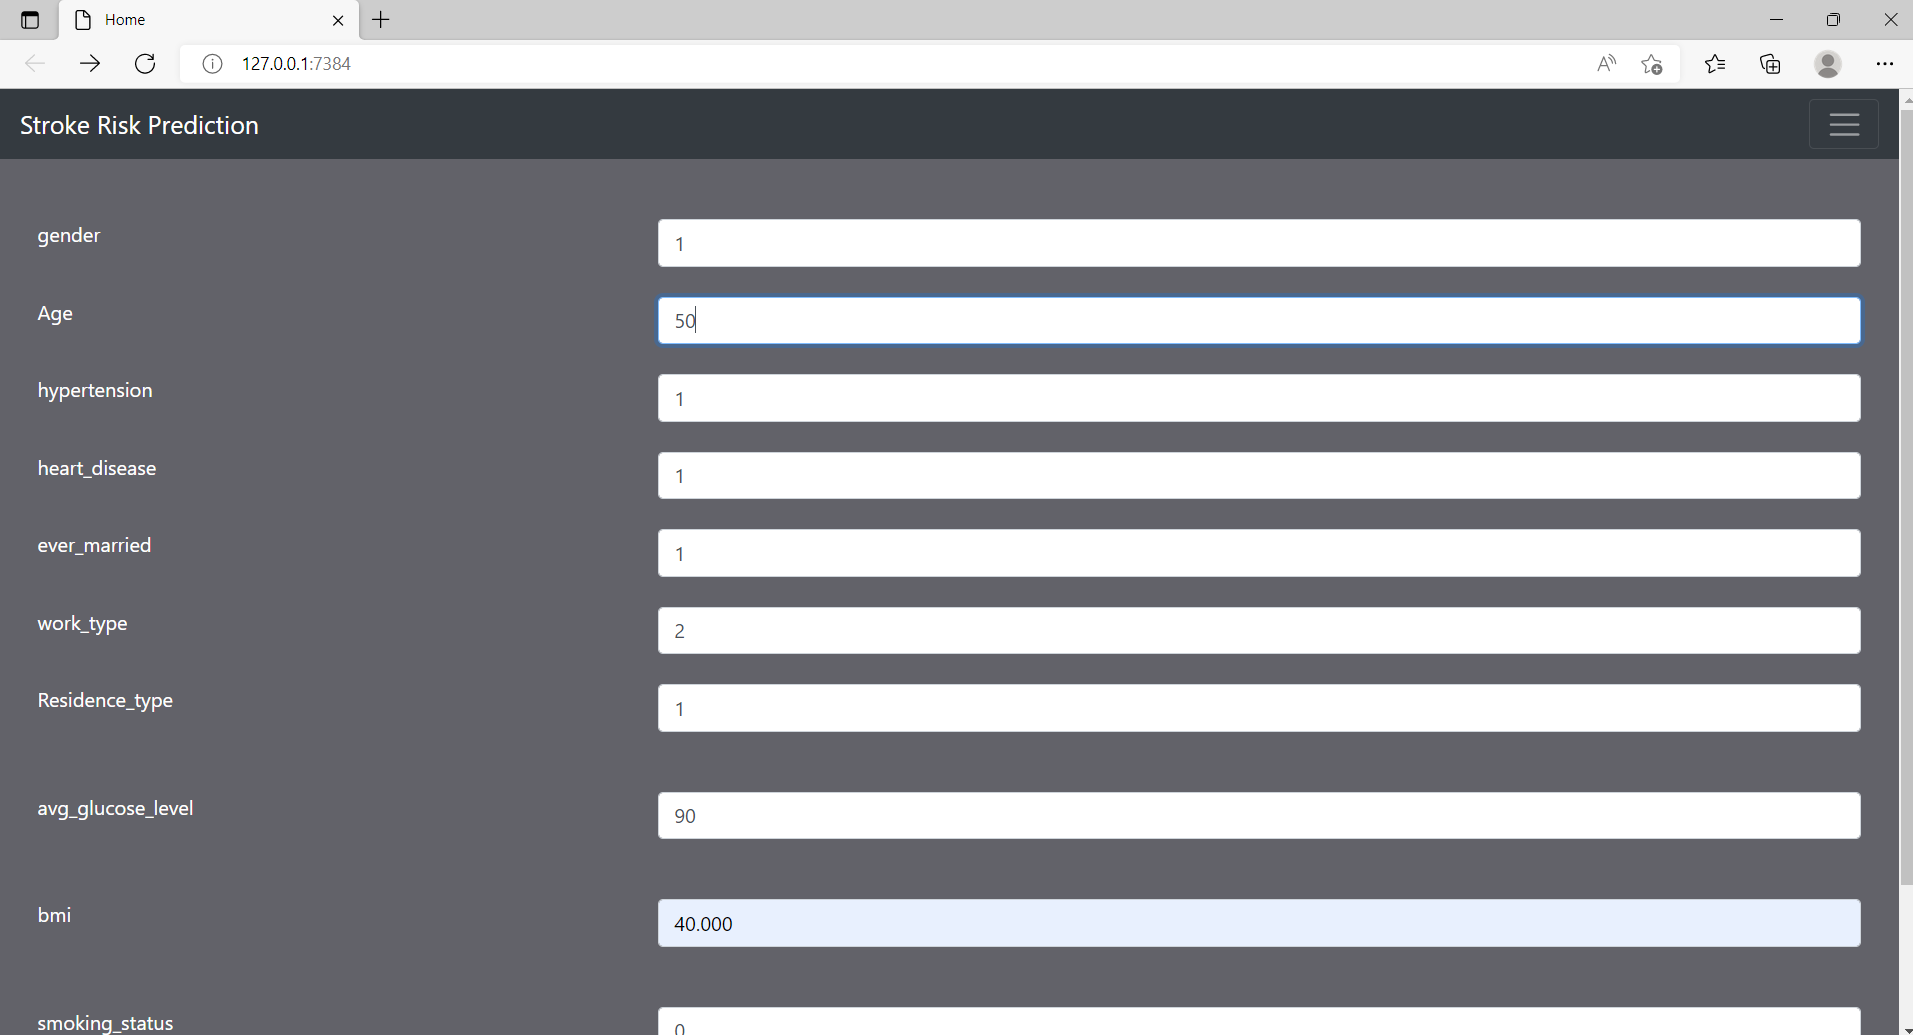 Home
127.0.0.1:7384
Stroke Risk Prediction
gender
1
Age
50
hypertension
1
heart_disease
1
ever_married
1
work_type
2
Residence_type
1
avg_glucose_level
90
bmi
40.000
smoking_status
0